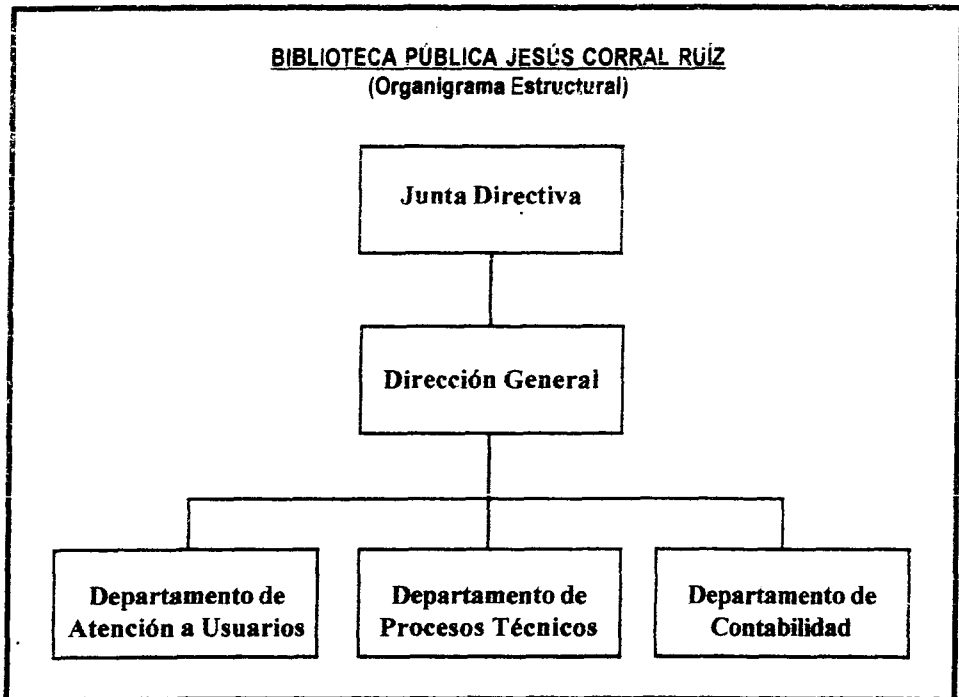 BIBLIOTECA PÚBLICA JESÚS CORRAL RUÍZ
(Organigrama Estructural)
Junta Directiva
Dirección General
Departamento de
Atención a Usuarios
Departamento de
Procesos Técnicos
Departamento de
Contabilidad